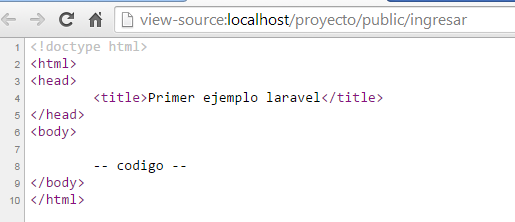 view-source:localhost/proyecto/public/ingresar
1 <!doctype html>
2 <html>
3 <head>
4 <title>Primer ejemplo laravel</title>
5 </head>
6 <body>
7
8 -- codigo --
9 </body>
10 </html>